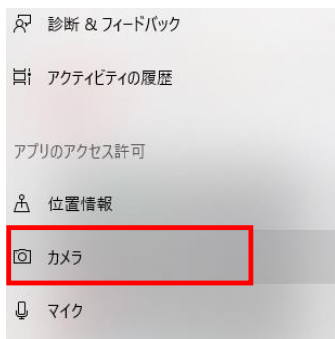 診断 & フィードバック
アクティビティの履歴
アプリのアクセス許可
位置情報
カメラ
マイク